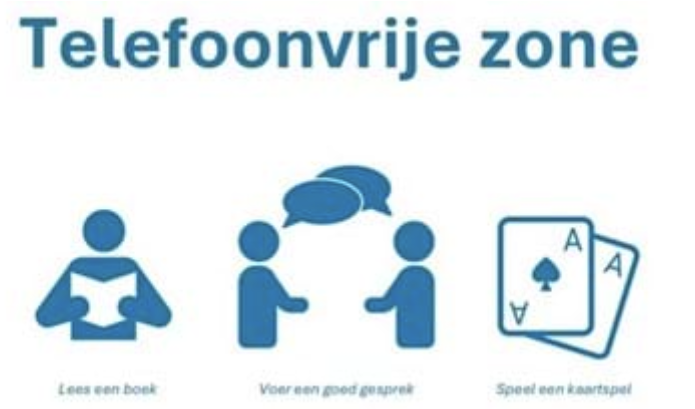 Telefoonvrije zone
A
A
A
Lees een boek
Voer een goed gesprek
Speel een kaartspel